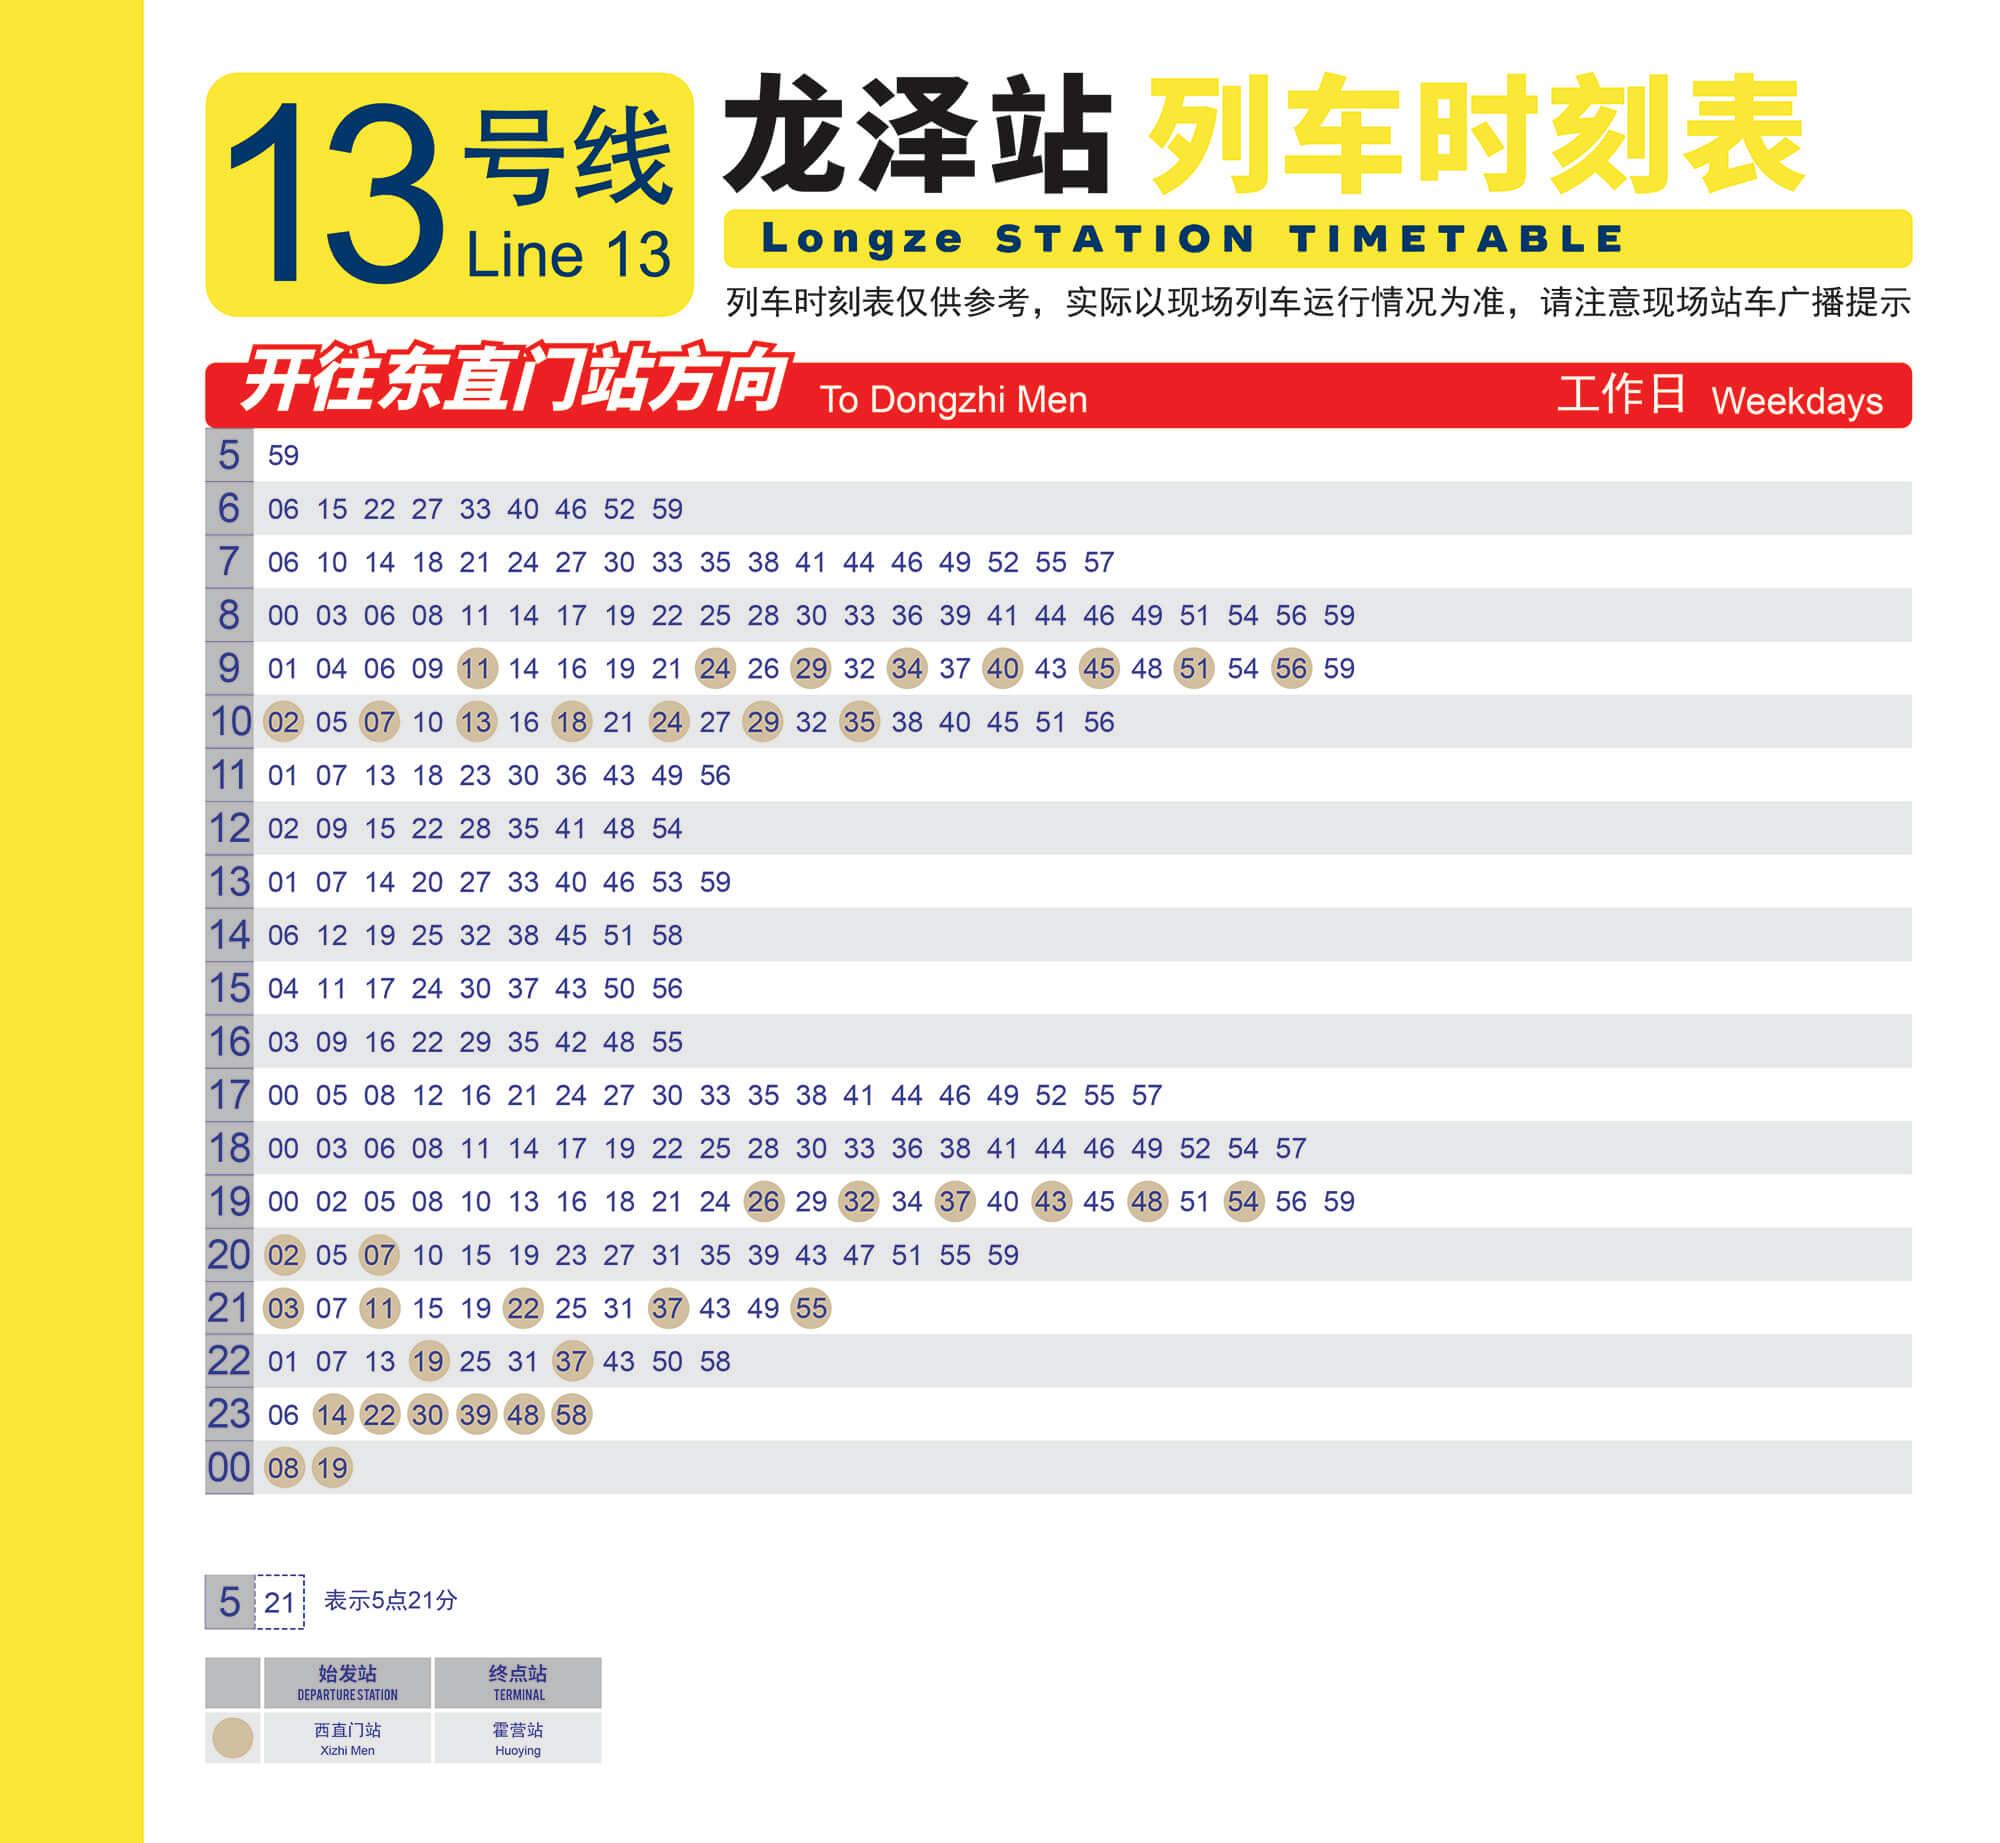 13号线
Line 13
龙泽站 列车时刻表
Longze STATION TIMETABLE
列车时刻表仅供参考，实际以现场列车运行情况为准，请注意现场站车广播提示
开往东直门站方向 To Dongzhi Men 工作日 Weekdays
5 59
6 06 15 22 27 33 40 46 52 59
7 06 10 14 18 21 24 27 30 33 35 38 41 44 46 49 52 55 57
8 00 03 06 08 11 14 17 19 22 25 28 30 33 36 39 41 44 46 49 51 54 56 59
9 01 04 06 09 11 14 16 19 21 24 26 29 32 34 37 40 43 45 48 51 54 56 59
10 02 05 07 10 13 16 18 21 24 27 29 32 35 38 40 45 51 56
11 01 07 13 18 23 30 36 43 49 56
12 02 09 15 22 28 35 41 48 54
13 01 07 14 20 27 33 40 46 53 59
14 06 12 19 25 32 38 45 51 58
15 04 11 17 24 30 37 43 50 56
16 03 09 16 22 29 35 42 48 55
17 00 05 08 12 16 21 24 27 30 33 35 38 41 44 46 49 52 55 57
18 00 03 06 08 11 14 17 19 22 25 28 30 33 36 38 41 44 46 49 52 54 57
19 00 02 05 08 10 13 16 18 21 24 26 29 32 34 37 40 43 45 48 51 54 56 59
20 02 05 07 10 15 19 23 27 31 35 39 43 47 51 55 59
21 03 07 11 15 19 22 25 31 37 43 49 55
22 01 07 13 19 25 31 37 43 50 58
23 06 14 22 30 39 48 58
00 08 19
5 21 表示5点21分
始发站 终点站
DEPARTURE STATION TERMINAL
西直门站 霍营站
Xizhi Men Huoying